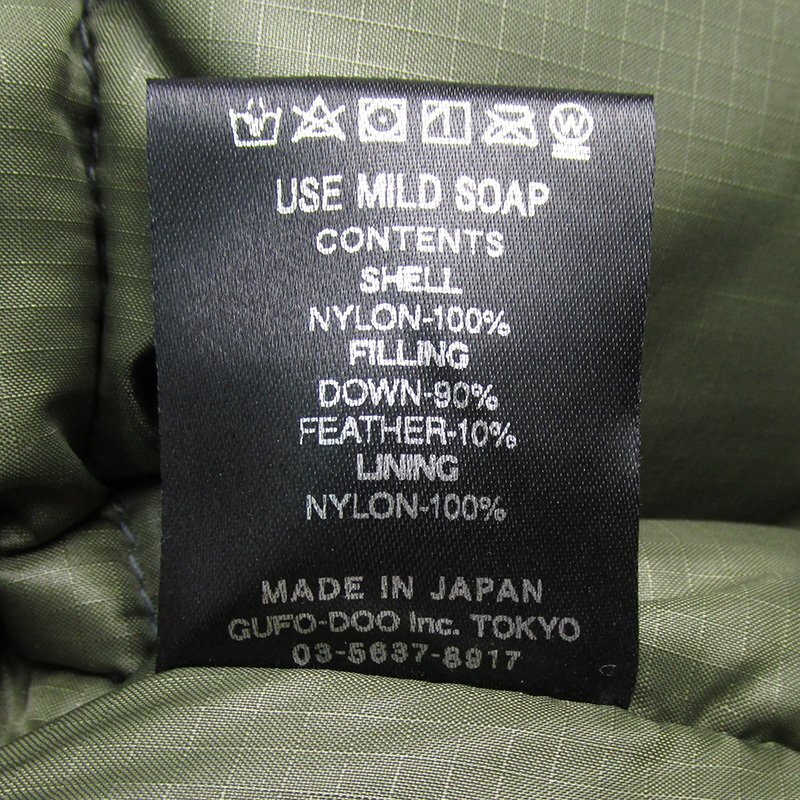 W
USE MILD SOAP
CONTENTS
SHELL
NYLON-100%
FILLING
DOWN-90%
FEATHER-10%
LINING
NYLON-100%
MADE IN JAPAN
GUFO-DOO Inc. TOKYO
03-5637-8917